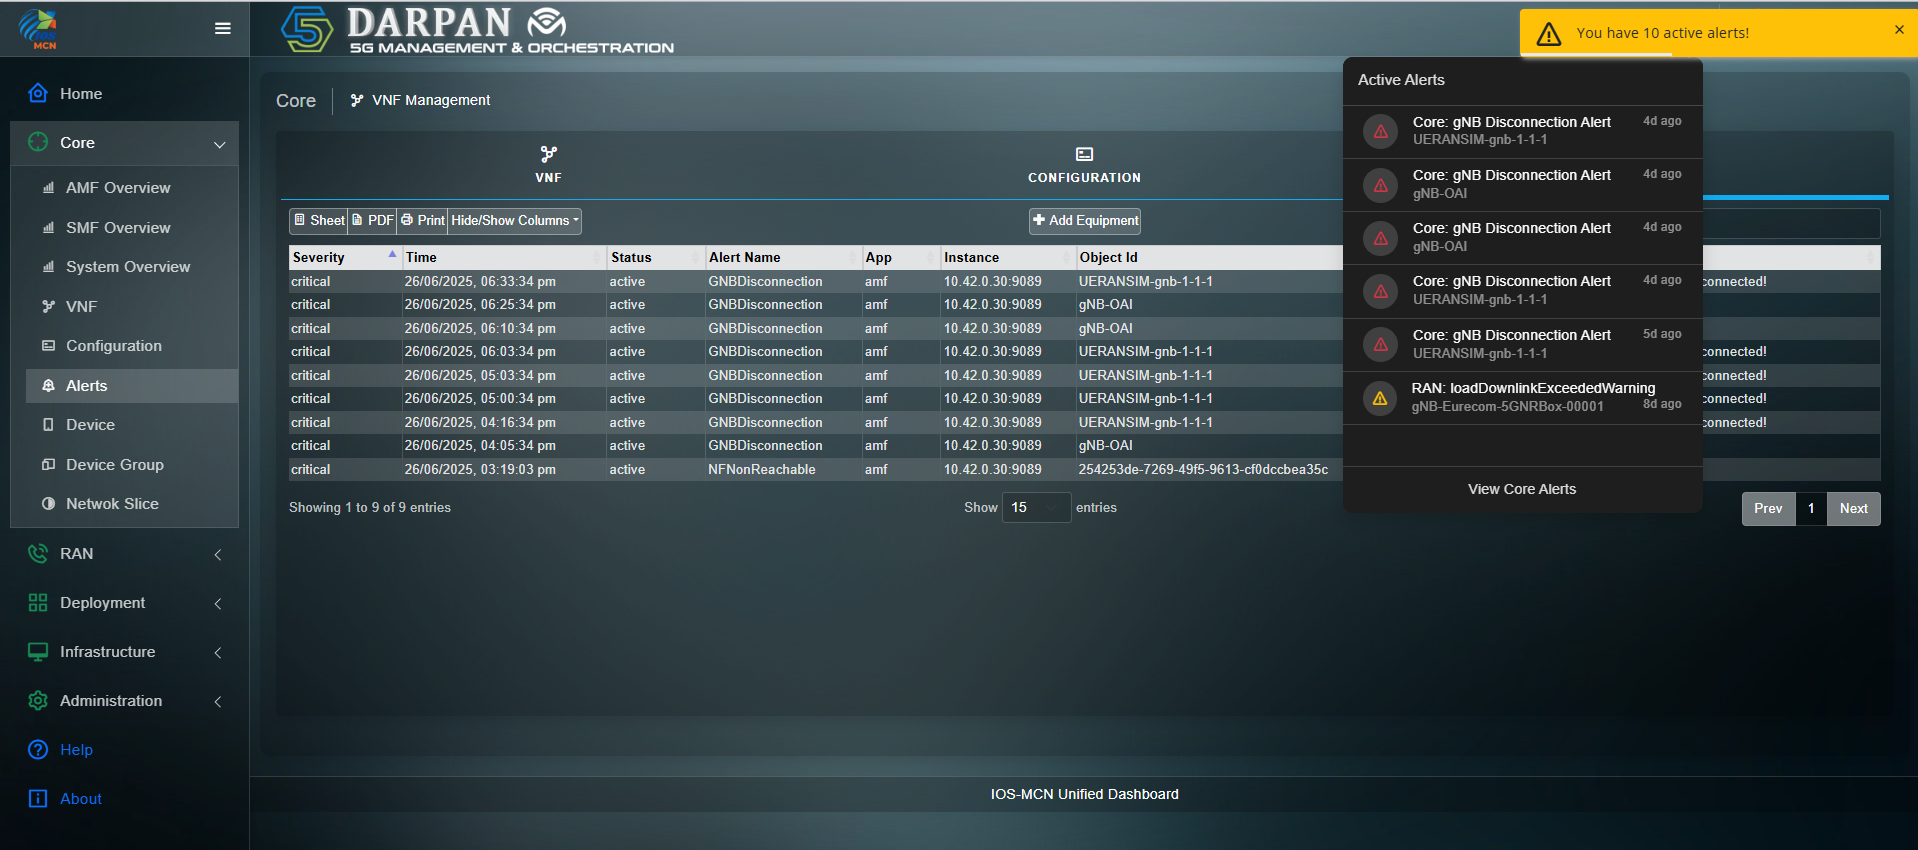 IOS
MCN
5 DARPAN
5G MANAGEMENT & ORCHESTRATION
You have 10 active alerts!
Home
Core
AMF Overview
SMF Overview
System Overview
VNF
Configuration
Alerts
Device
Device Group
Netwok Slice
RAN
Deployment
Infrastructure
Administration
Help
About
Core
VNF Management
VNF
CONFIGURATION
Sheet PDF Print Hide/Show Columns
Add Equipment
Severity Time Status Alert Name App Instance Object Id
critical 26/06/2025, 06:33:34 pm active GNBDisconnection amf 10.42.0.30:9089 UERANSIM-gnb-1-1-1 connected!
critical 26/06/2025, 06:25:34 pm active GNBDisconnection amf 10.42.0.30:9089 gNB-OAI
critical 26/06/2025, 06:10:34 pm active GNBDisconnection amf 10.42.0.30:9089 gNB-OAI
critical 26/06/2025, 06:03:34 pm active GNBDisconnection amf 10.42.0.30:9089 UERANSIM-gnb-1-1-1 connected!
critical 26/06/2025, 05:03:34 pm active GNBDisconnection amf 10.42.0.30:9089 UERANSIM-gnb-1-1-1 connected!
critical 26/06/2025, 05:00:34 pm active GNBDisconnection amf 10.42.0.30:9089 UERANSIM-gnb-1-1-1 connected!
critical 26/06/2025, 04:16:34 pm active GNBDisconnection amf 10.42.0.30:9089 UERANSIM-gnb-1-1-1 connected!
critical 26/06/2025, 04:05:34 pm active GNBDisconnection amf 10.42.0.30:9089 gNB-OAI
critical 26/06/2025, 03:19:03 pm active NFNonReachable amf 10.42.0.30:9089 254253de-7269-49f5-9613-cf0dccbea35c
Showing 1 to 9 of 9 entries
Show 15 entries
Prev 1 Next
Active Alerts
Core: gNB Disconnection Alert 4d ago
UERANSIM-gnb-1-1-1
Core: gNB Disconnection Alert 4d ago
gNB-OAI
Core: gNB Disconnection Alert 4d ago
gNB-OAI
Core: gNB Disconnection Alert 4d ago
UERANSIM-gnb-1-1-1
Core: gNB Disconnection Alert 5d ago
UERANSIM-gnb-1-1-1
RAN: loadDownlinkExceededWarning
gNB-Eurecom-5GNRBox-00001 8d ago
View Core Alerts
IOS-MCN Unified Dashboard